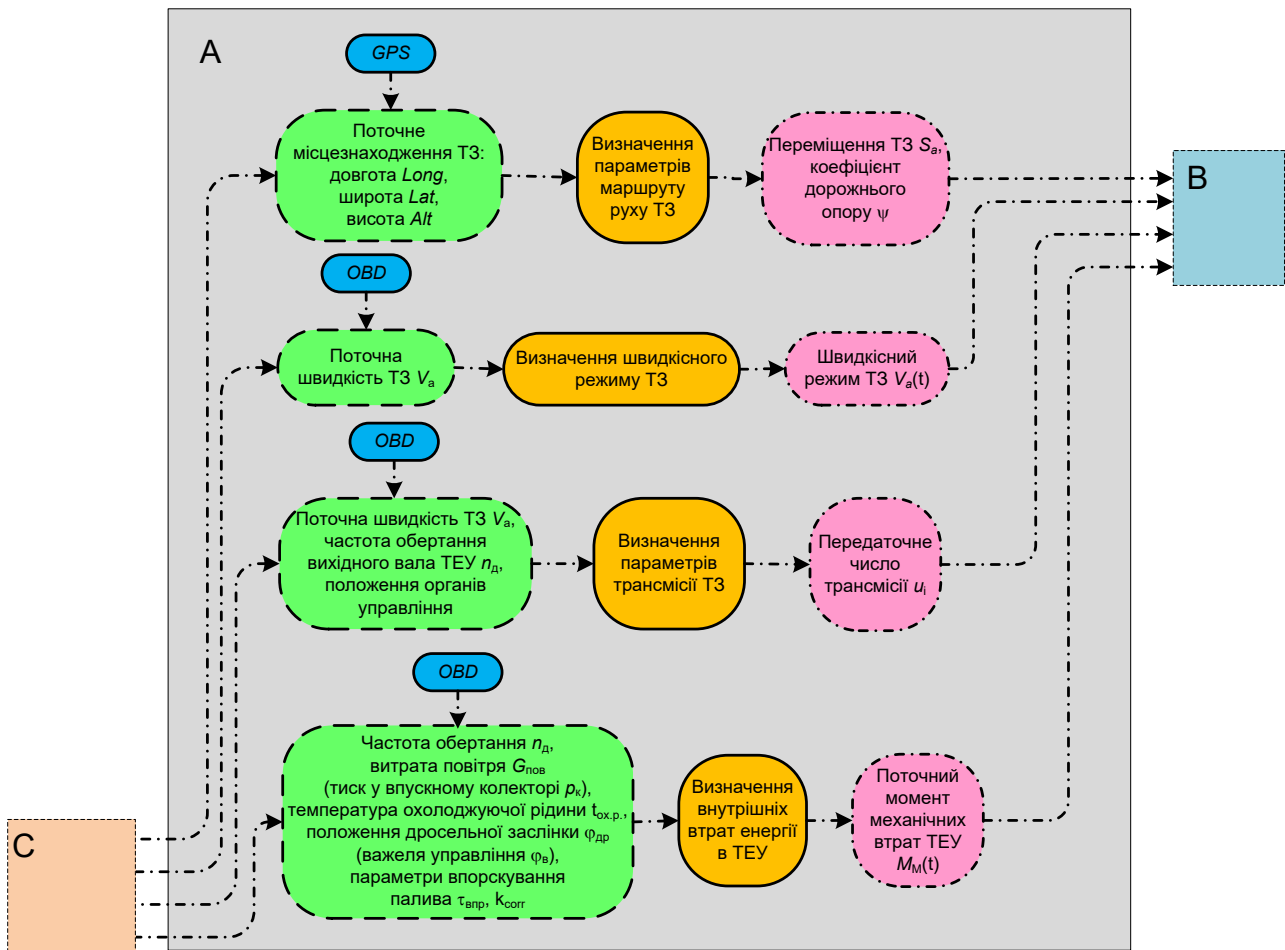 A
GPS
Поточне
місцезнаходження ТЗ:
довгота Long,
широта Lat,
висота Alt
Визначення
параметрів
маршруту
руху ТЗ
Переміщення ТЗ Sa,
коефіцієнт
дорожнього
опору ψ
B
OBD
Поточна
швидкість ТЗ Va
Визначення швидкісного
режиму ТЗ
Швидкісний
режим ТЗ Va(t)
OBD
Поточна швидкість ТЗ Va,
частота обертання
вихідного вала ТЕУ nд,
положення органів
управління
Визначення
параметрів
трансмісії ТЗ
Передаточне
число
трансмісії ui
OBD
Частота обертання nд,
витрата повітря Gпов
(тиск у впускному колекторі pк),
температура охолоджуючої рідини tох.р.,
положення дросельної заслінки φдр
(важеля управління φв),
параметри впорскування
палива τвпр, kcorr
Визначення
внутрішніх
втрат енергії
в ТЕУ
Поточний
момент
механічних
втрат ТЕУ
MМ(t)
C